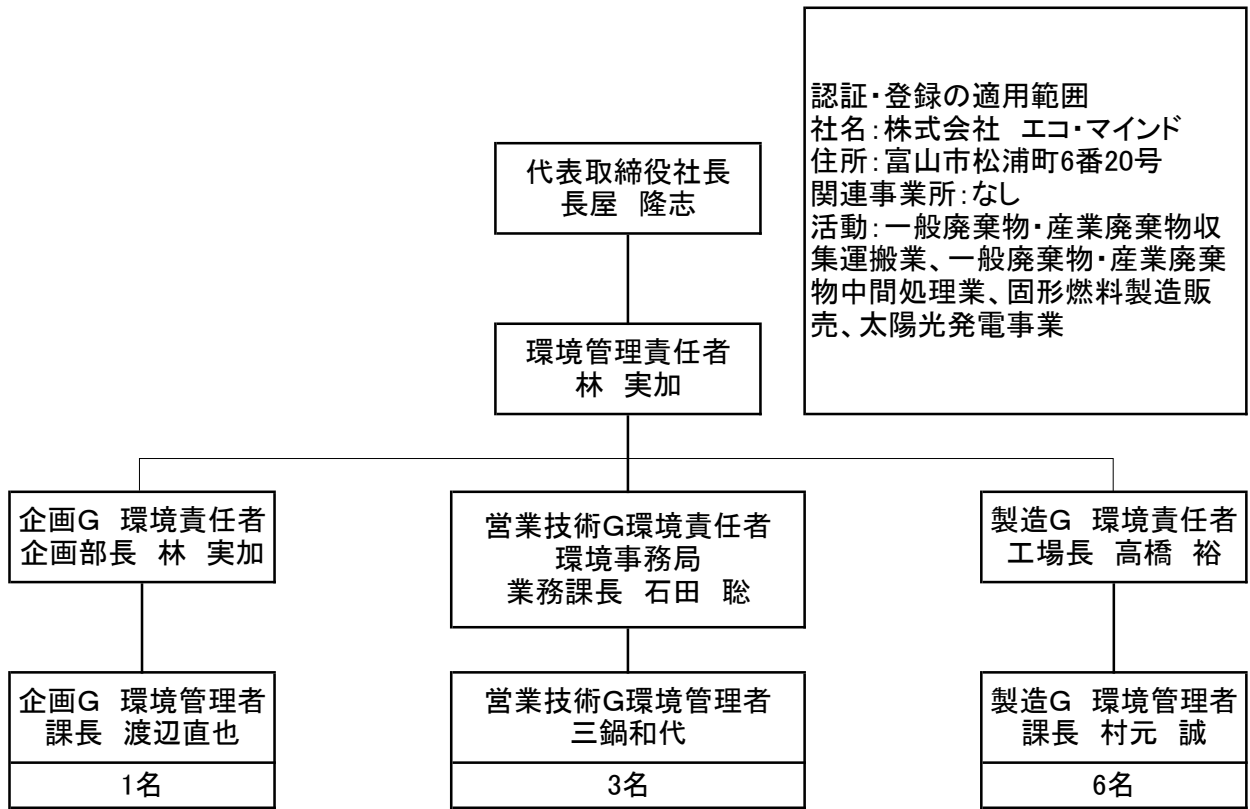 認証・登録の適用範囲
社名：株式会社　エコ・マインド
住所：富山市松浦町6番20号
関連事業所：なし
活動：一般廃棄物・産業廃棄物収
集運搬業、一般廃棄物・産業廃棄
物中間処理業、固形燃料製造販
売、太陽光発電事業
代表取締役社長
長屋　隆志
環境管理責任者
林　実加
企画G　環境責任者
企画部長　林　実加
営業技術G環境責任者
環境事務局
業務課長　石田　聡
製造G　環境責任者
工場長　高橋　裕
企画G　環境管理者
課長　渡辺直也
1名
営業技術G環境管理者
三鍋和代
3名
製造G　環境管理者
課長　村元　誠
6名